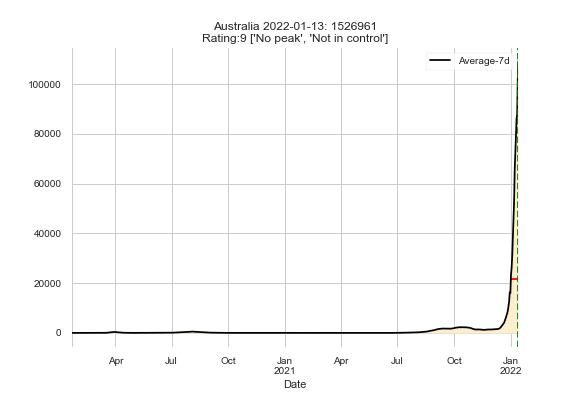 Australia 2022-01-13: 1526961
Rating:9 ['No peak', 'Not in control']
Average-7d
100000
80000
60000
40000
20000
0
Apr Jul Oct Jan Apr Jul Oct Jan
2021 2022
Date